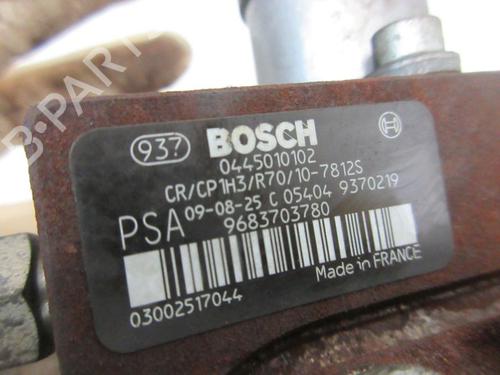 937 BOSCH
0445010102
CR/CP1H3/R70/10-7812S
PSA 09-08-25 C 05404 9370219
9683703780
Made in FRANCE
03002517044
B-PARTS